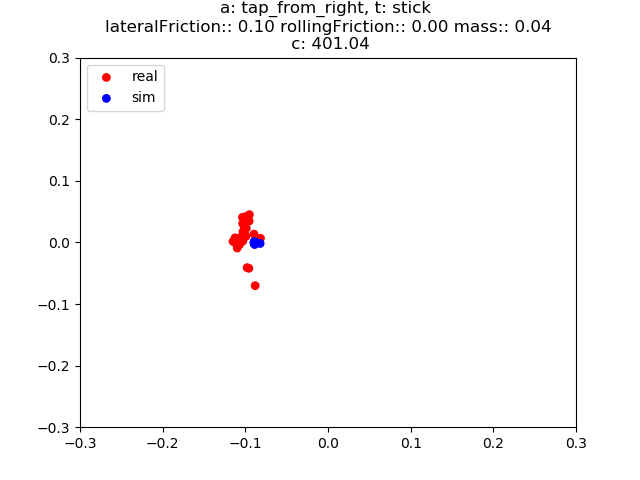 a: tap_from_right, t: stick
lateralFriction:: 0.10 rollingFriction:: 0.00 mass:: 0.04
c: 401.04
real
sim
0.3
0.2
0.1
0.0
−0.1
−0.2
−0.3
−0.3
−0.2
−0.1
0.0
0.1
0.2
0.3